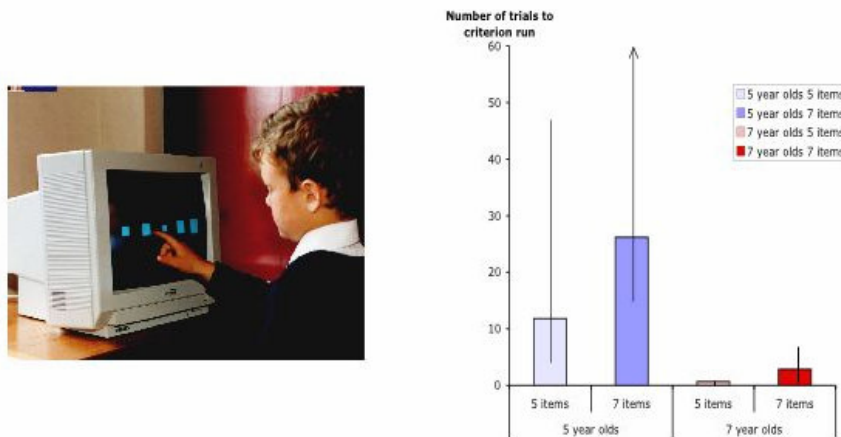 Number of trials to
criterion run
60
50
40
30
20
10
0
5 year olds 5 items
5 year olds 7 items
7 year olds 5 items
7 year olds 7 items
5 items 7 items 5 items 7 items
5 year olds 7 year olds